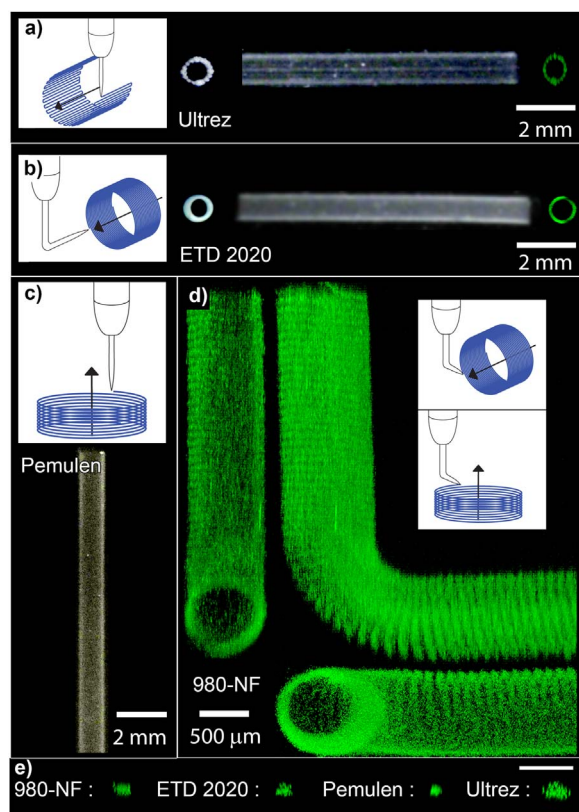 a)
Ultrez
2 mm
b)
ETD 2020
2 mm
c)
Pemulen
2 mm
d)
980-NF
500 μm
e)
980-NF :
ETD 2020 :
Pemulen :
Ultrez :